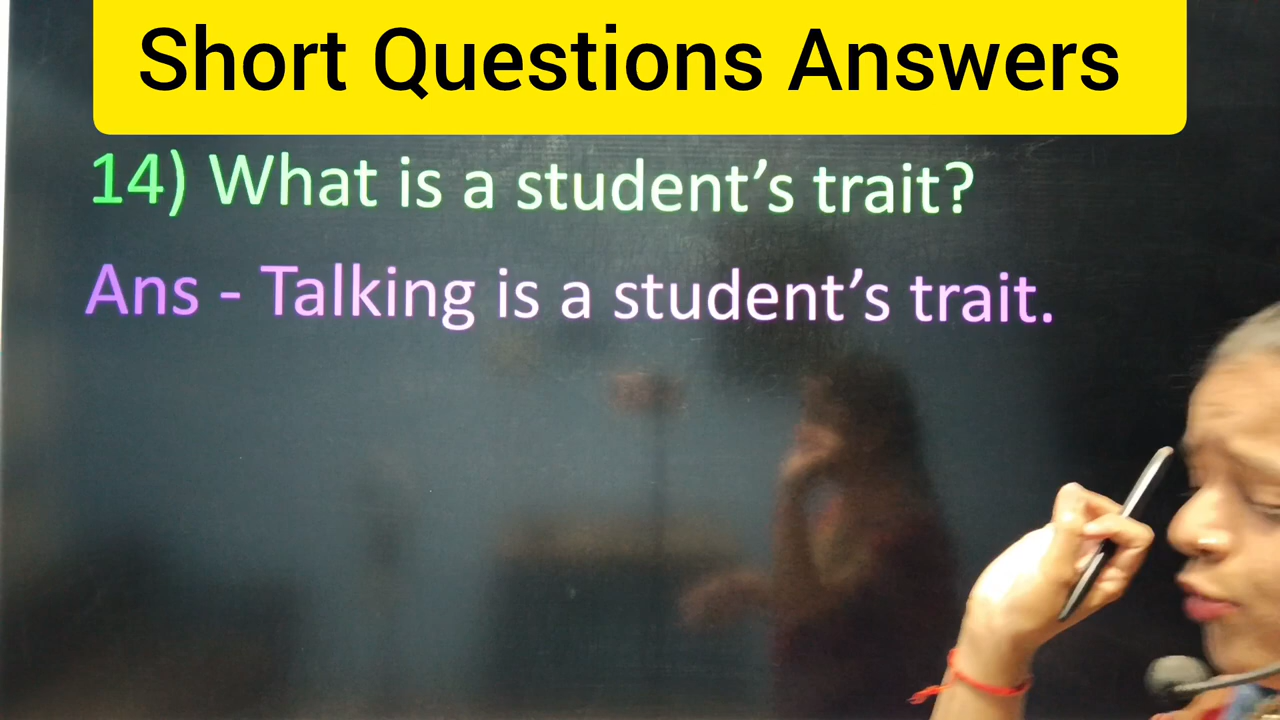 Short Questions Answers
14) What is a student’s trait?
Ans - Talking is a student’s trait.